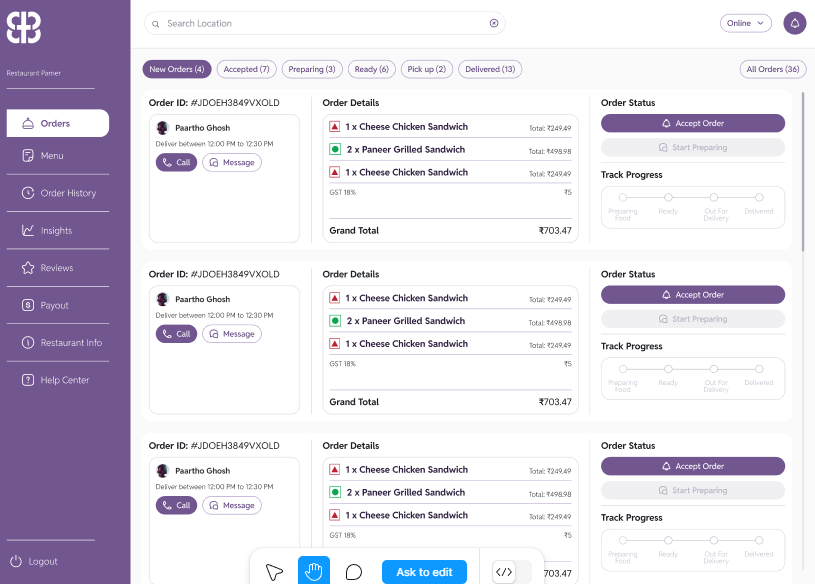 Search Location
Online
Restaurant Parner
Orders
Menu
Order History
Insights
Reviews
Payout
Restaurant Info
Help Center
Logout
New Orders (4)
Accepted (7)
Preparing (3)
Ready (6)
Pick up (2)
Delivered (13)
All Orders (36)
Order ID: #JDOEH3849VXOLD
Paartho Ghosh
Deliver between 12:00 PM to 12:30 PM
Call
Message
Order Details
1 x Cheese Chicken Sandwich Total: ₹249.49
2 x Paneer Grilled Sandwich Total: ₹498.98
1 x Cheese Chicken Sandwich Total: ₹249.49
GST 18% ₹5
Grand Total ₹703.47
Order Status
Accept Order
Start Preparing
Track Progress
Preparing Food
Ready
Out For Delivery
Delivered
Order ID: #JDOEH3849VXOLD
Paartho Ghosh
Deliver between 12:00 PM to 12:30 PM
Call
Message
Order Details
1 x Cheese Chicken Sandwich Total: ₹249.49
2 x Paneer Grilled Sandwich Total: ₹498.98
1 x Cheese Chicken Sandwich Total: ₹249.49
GST 18% ₹5
Grand Total ₹703.47
Order Status
Accept Order
Start Preparing
Track Progress
Preparing Food
Ready
Out For Delivery
Delivered
Order ID: #JDOEH3849VXOLD
Paartho Ghosh
Deliver between 12:00 PM to 12:30 PM
Call
Message
Order Details
1 x Cheese Chicken Sandwich Total: ₹249.49
2 x Paneer Grilled Sandwich Total: ₹498.98
1 x Cheese Chicken Sandwich Total: ₹249.49
GST 18% ₹5
703.47
Order Status
Accept Order
Start Preparing
Track Progress
Preparing Food
Ready
Out For Delivery
Delivered
Ask to edit